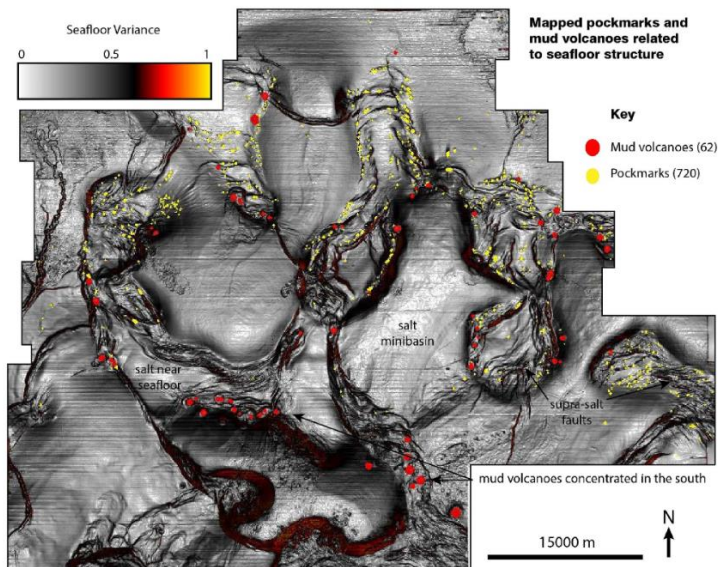 Seafloor Variance
0 0.5 1
Mapped pockmarks and
mud volcanoes related
to seafloor structure
Key
Mud volcanoes (62)
Pockmarks (720)
salt
minibasin
salt near
seafloor
supra-salt
faults
mud volcanoes concentrated in the south
N
15000 m